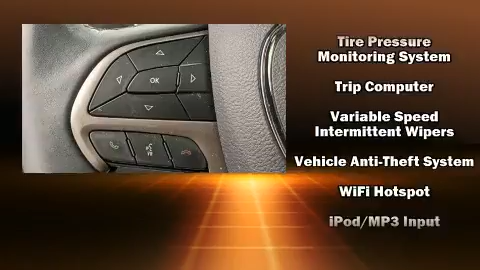 Tire Pressure
Monitoring System
Trip Computer
Variable Speed
Intermittent Wipers
Vehicle Anti-Theft System
WiFi Hotspot
iPod/MP3 Input
OK